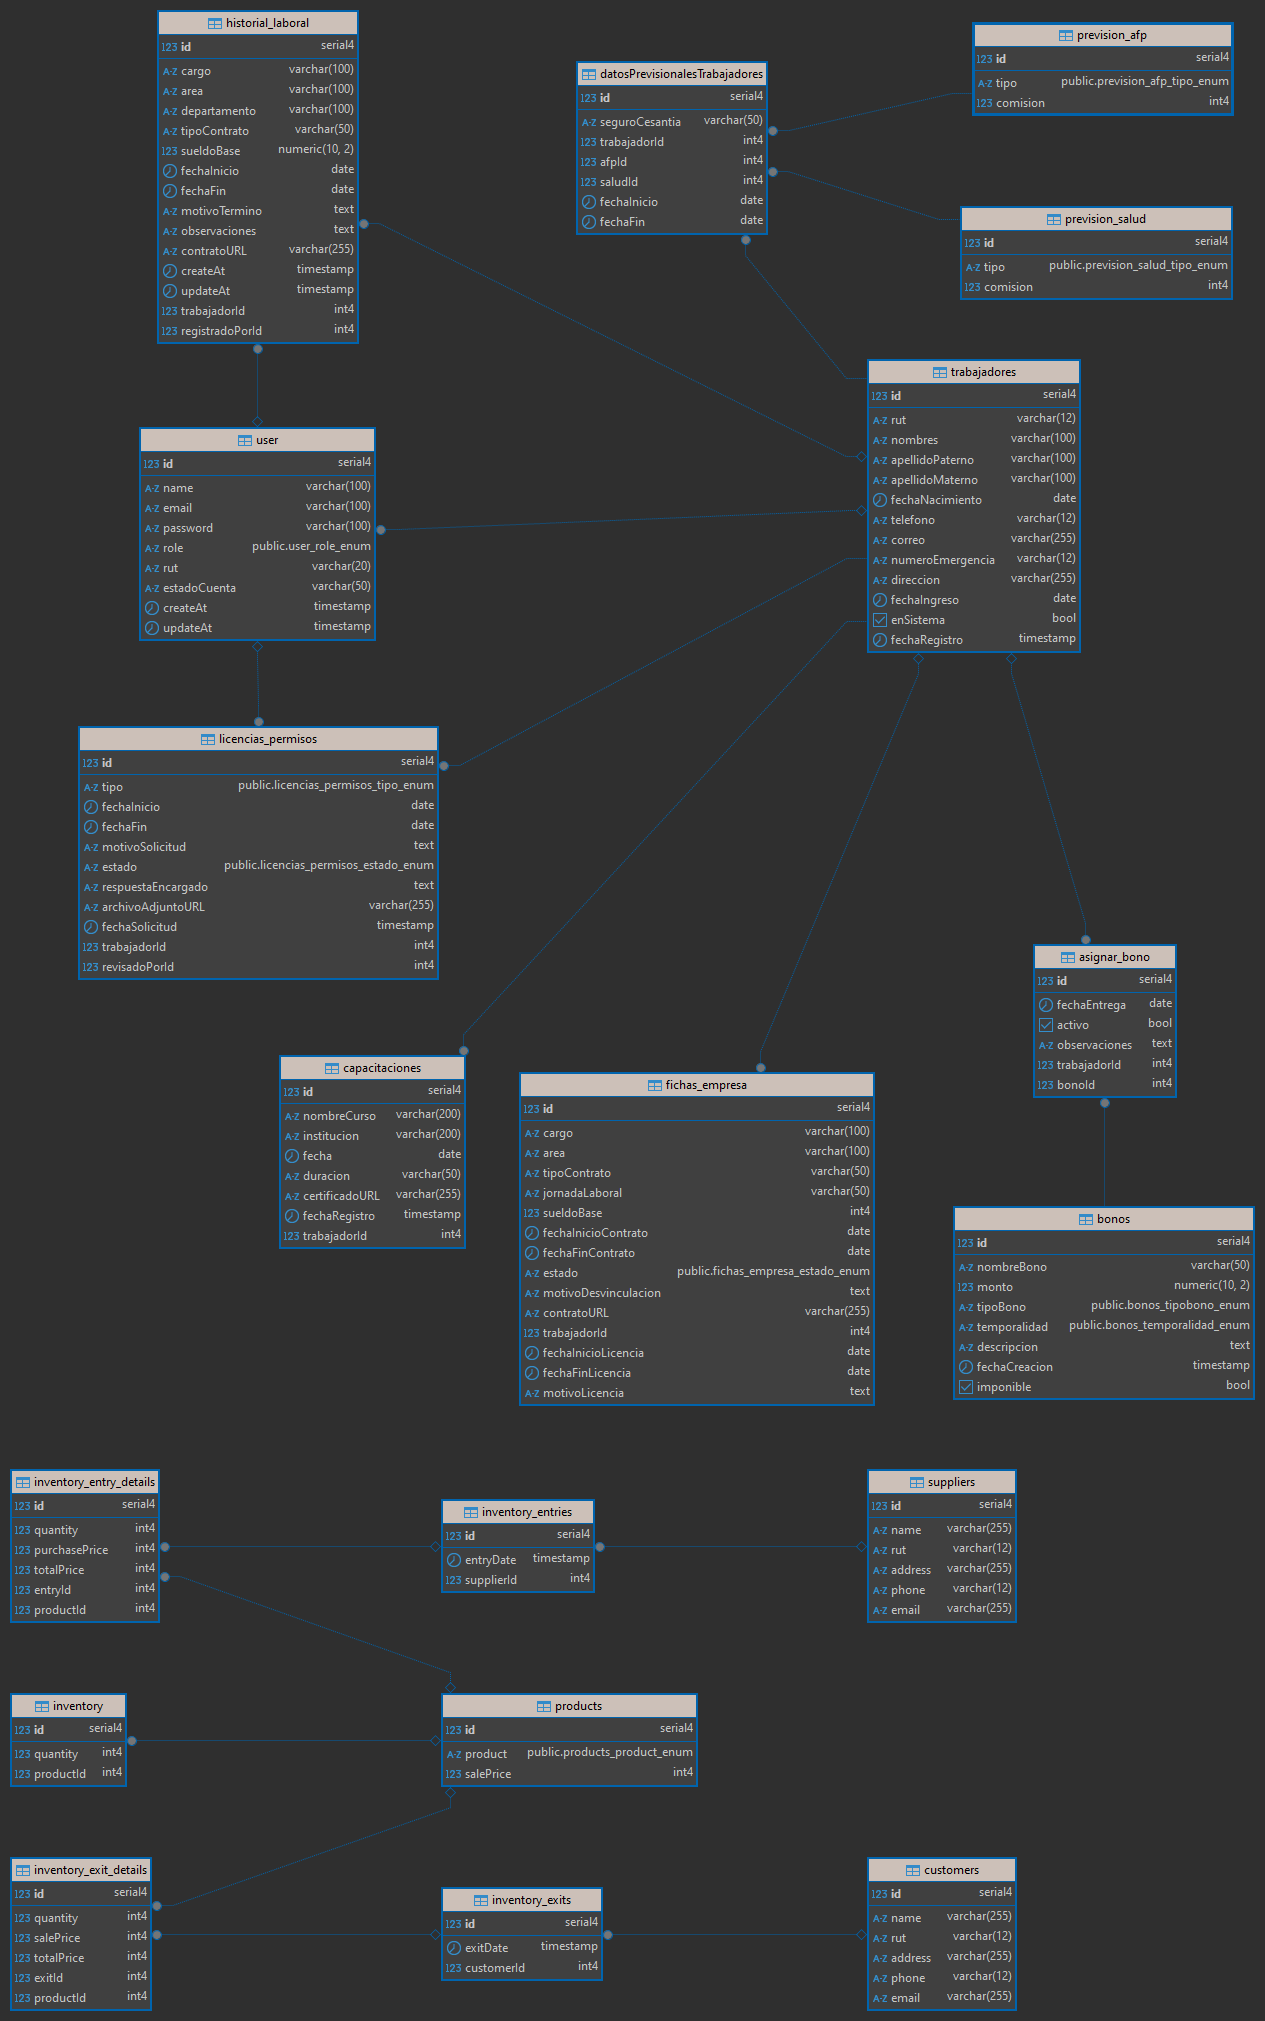 historial_laboral
123 id serial4
A-Z cargo varchar(100)
A-Z area varchar(100)
A-Z departamento varchar(100)
A-Z tipoContrato varchar(50)
123 sueldoBase numeric(10, 2)
fechaInicio date
fechaFin date
A-Z motivoTermino text
A-Z observaciones text
A-Z contratoURL varchar(255)
createAt timestamp
updateAt timestamp
123 trabajadorId int4
123 registradoPorId int4
datosPrevisionalesTrabajadores
123 id serial4
A-Z seguroCesantia varchar(50)
123 trabajadorId int4
123 afpId int4
123 saludId int4
fechaInicio date
fechaFin date
prevision_afp
123 id serial4
A-Z tipo public.prevision_afp_tipo_enum
123 comision int4
prevision_salud
123 id serial4
A-Z tipo public.prevision_salud_tipo_enum
123 comision int4
trabajadores
123 id serial4
A-Z rut varchar(12)
A-Z nombres varchar(100)
A-Z apellidoPaterno varchar(100)
A-Z apellidoMaterno varchar(100)
fechaNacimiento date
A-Z telefono varchar(12)
A-Z correo varchar(255)
A-Z numeroEmergencia varchar(12)
A-Z direccion varchar(255)
fechaIngreso date
enSistema bool
fechaRegistro timestamp
user
123 id serial4
A-Z name varchar(100)
A-Z email varchar(100)
A-Z password varchar(100)
A-Z role public.user_role_enum
A-Z rut varchar(20)
A-Z estadoCuenta varchar(50)
createAt timestamp
updateAt timestamp
licencias_permisos
123 id serial4
A-Z tipo public.licencias_permisos_tipo_enum
fechaInicio date
fechaFin date
A-Z motivoSolicitud text
A-Z estado public.licencias_permisos_estado_enum
A-Z respuestaEncargado text
A-Z archivoAdjuntoURL varchar(255)
fechaSolicitud timestamp
123 trabajadorId int4
123 revisadoPorId int4
asignar_bono
123 id serial4
fechaEntrega date
activo bool
A-Z observaciones text
123 trabajadorId int4
123 bonoId int4
capacitaciones
123 id serial4
A-Z nombreCurso varchar(200)
A-Z institucion varchar(200)
fecha date
A-Z duracion varchar(50)
A-Z certificadoURL varchar(255)
fechaRegistro timestamp
123 trabajadorId int4
fichas_empresa
123 id serial4
A-Z cargo varchar(100)
A-Z area varchar(100)
A-Z tipoContrato varchar(50)
A-Z jornadaLaboral varchar(50)
123 sueldoBase int4
fechaInicioContrato date
fechaFinContrato date
A-Z estado public.fichas_empresa_estado_enum
A-Z motivoDesvinculacion text
A-Z contratoURL varchar(255)
123 trabajadorId int4
fechaInicioLicencia date
fechaFinLicencia date
A-Z motivoLicencia text
bonos
123 id serial4
A-Z nombreBono varchar(50)
123 monto numeric(10, 2)
A-Z tipoBono public.bonos_tipobono_enum
A-Z temporalidad public.bonos_temporalidad_enum
A-Z descripcion text
fechaCreacion timestamp
imponible bool
inventory_entry_details
123 id serial4
123 quantity int4
123 purchasePrice int4
123 totalPrice int4
123 entryId int4
123 productId int4
inventory_entries
123 id serial4
entryDate timestamp
123 supplierId int4
suppliers
123 id serial4
A-Z name varchar(255)
A-Z rut varchar(12)
A-Z address varchar(255)
A-Z phone varchar(12)
A-Z email varchar(255)
inventory
123 id serial4
123 quantity int4
123 productId int4
products
123 id serial4
A-Z product public.products_product_enum
123 salePrice int4
inventory_exit_details
123 id serial4
123 quantity int4
123 salePrice int4
123 totalPrice int4
123 exitId int4
123 productId int4
inventory_exits
123 id serial4
exitDate timestamp
123 customerId int4
customers
123 id serial4
A-Z name varchar(255)
A-Z rut varchar(12)
A-Z address varchar(255)
A-Z phone varchar(12)
A-Z email varchar(255)